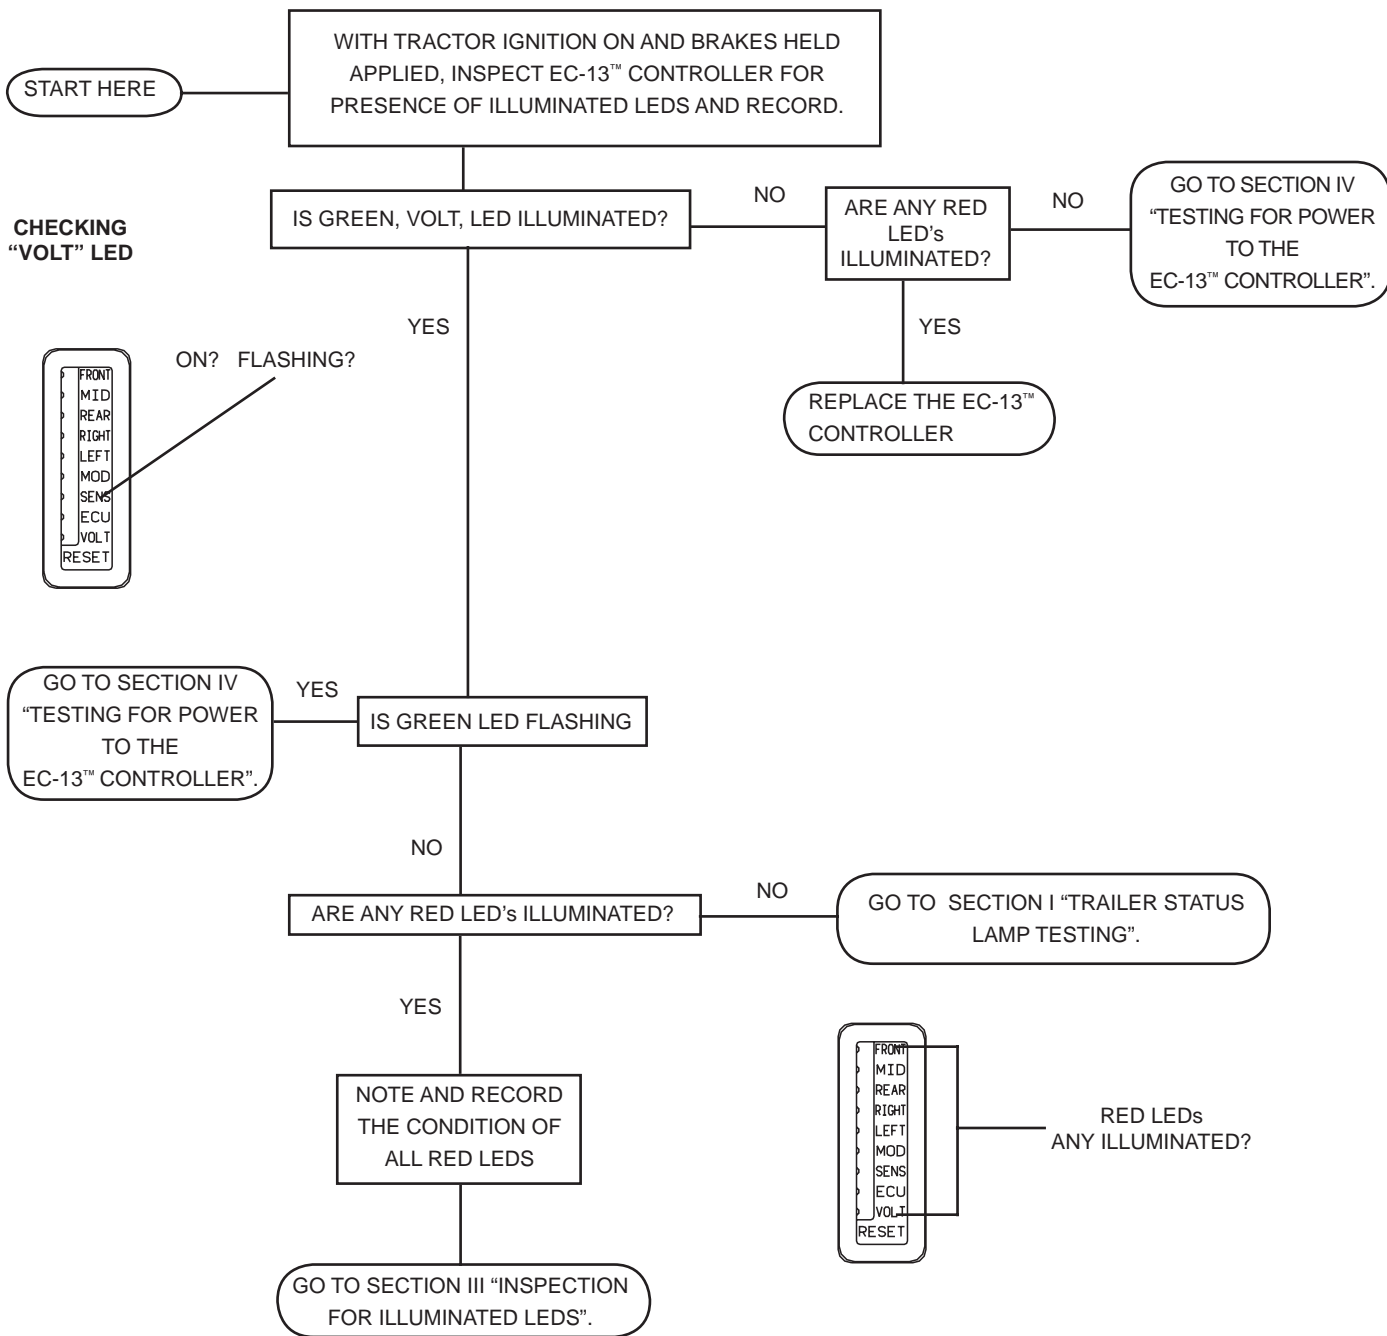 START HERE
WITH TRACTOR IGNITION ON AND BRAKES HELD
APPLIED, INSPECT EC-13™ CONTROLLER FOR
PRESENCE OF ILLUMINATED LEDS AND RECORD.
CHECKING
“VOLT” LED
IS GREEN, VOLT, LED ILLUMINATED?
NO
ARE ANY RED
LED's
ILLUMINATED?
NO
GO TO SECTION IV
“TESTING FOR POWER
TO THE
EC-13™ CONTROLLER”.
YES
YES
REPLACE THE EC-13™
CONTROLLER
ON? FLASHING?
FRONT
MID
REAR
RIGHT
LEFT
MOD
SENS
ECU
VOLT
RESET
GO TO SECTION IV
“TESTING FOR POWER
TO THE
EC-13™ CONTROLLER”.
YES
IS GREEN LED FLASHING
NO
ARE ANY RED LED's ILLUMINATED?
NO
GO TO SECTION I “TRAILER STATUS
LAMP TESTING”.
YES
NOTE AND RECORD
THE CONDITION OF
ALL RED LEDS
FRONT
MID
REAR
RIGHT
LEFT
MOD
SENS
ECU
VOLT
RESET
RED LEDs
ANY ILLUMINATED?
GO TO SECTION III “INSPECTION
FOR ILLUMINATED LEDS”.